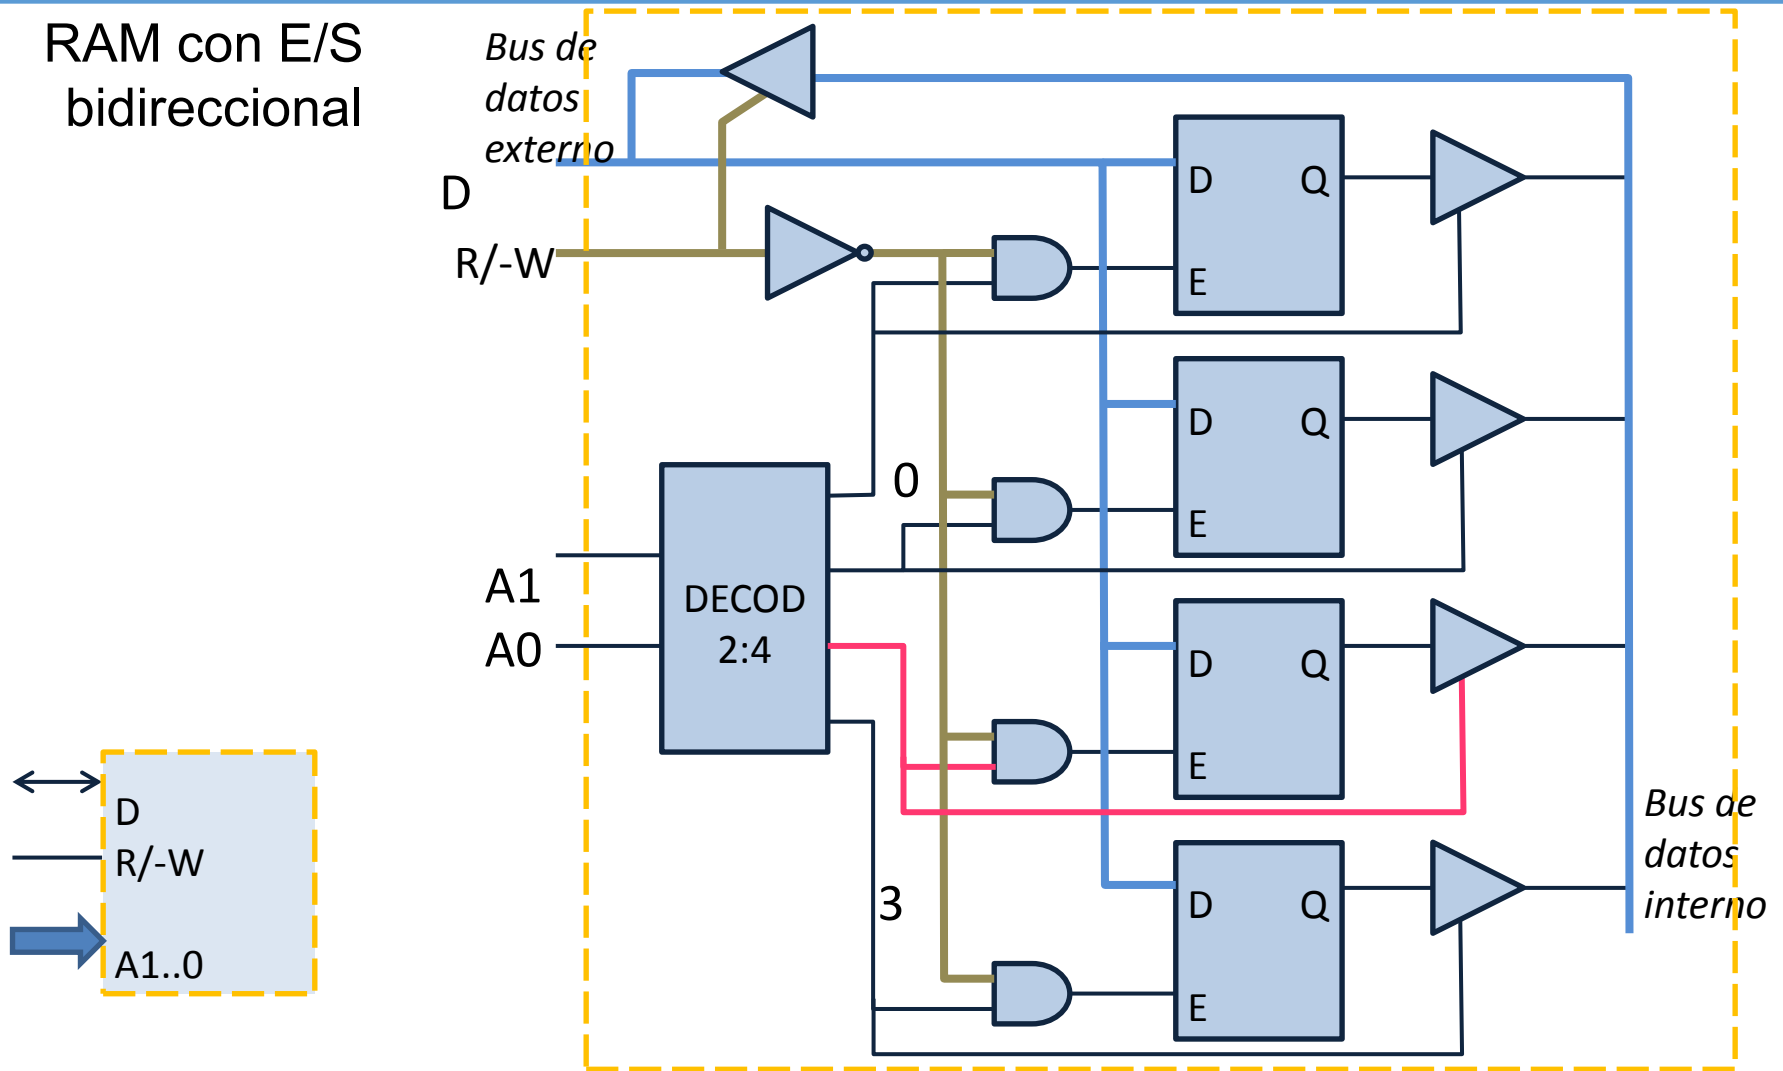 RAM con E/S
bidireccional
Bus de
datos
externo
D
R/-W
A1
A0
DECOD
2:4
0
3
D Q
E
D Q
E
D Q
E
D Q
E
Bus de
datos
interno
D
R/-W
A1..0